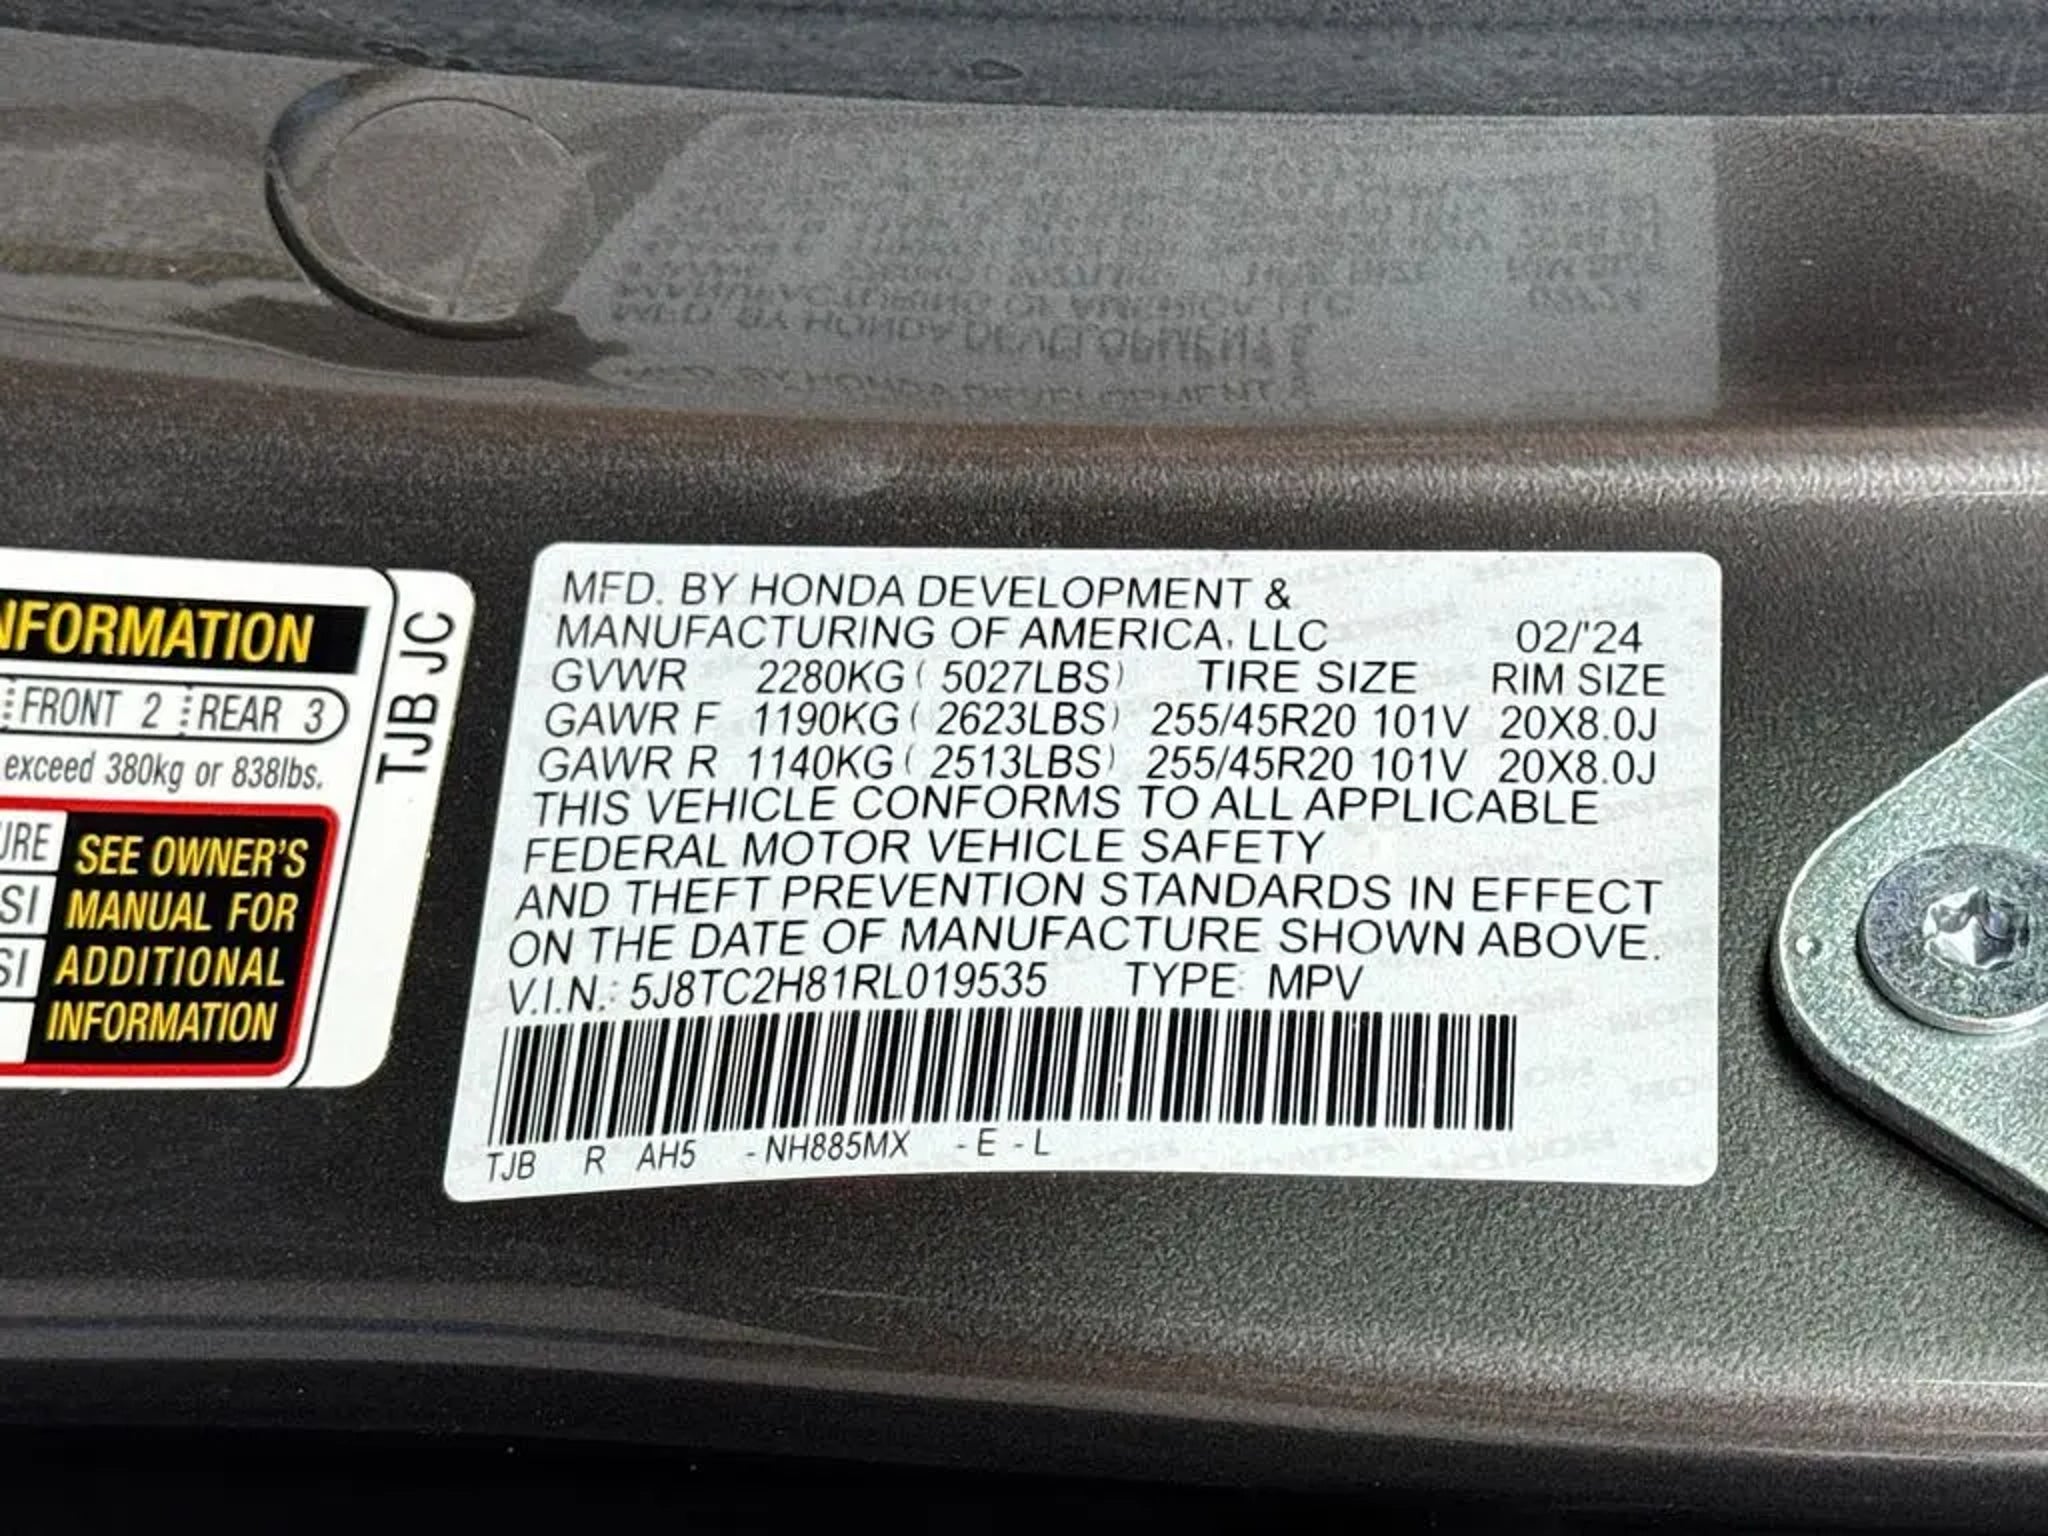 NFORMATION
FRONT 2 REAR 3
exceed 380kg or 838lbs.
URE
SI
SI
SEE OWNER'S
MANUAL FOR
ADDITIONAL
INFORMATION
TJB JC
MFD. BY HONDA DEVELOPMENT &
MANUFACTURING OF AMERICA, LLC 02/'24
GVWR 2280KG ( 5027LBS) TIRE SIZE RIM SIZE
GAWR F 1190KG ( 2623LBS) 255/45R20 101V 20X8.0J
GAWR R 1140KG ( 2513LBS) 255/45R20 101V 20X8.0J
THIS VEHICLE CONFORMS TO ALL APPLICABLE
FEDERAL MOTOR VEHICLE SAFETY
AND THEFT PREVENTION STANDARDS IN EFFECT
ON THE DATE OF MANUFACTURE SHOWN ABOVE.
V.I.N.: 5J8TC2H81RL019535 TYPE: MPV
TJB R AH5 -NH885MX -E -L